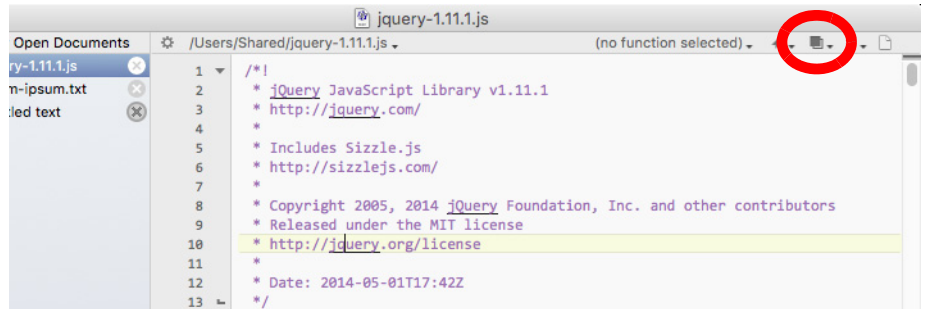 jquery-1.11.1.js
Open Documents
/Users/Shared/jquery-1.11.1.js
(no function selected)
ry-1.11.1.js
m-ipsum.txt
led text
1 /*!
2 * jQuery JavaScript Library v1.11.1
3 * http://jquery.com/
4 *
5 * Includes Sizzle.js
6 * http://sizzlejs.com/
7 *
8 * Copyright 2005, 2014 jQuery Foundation, Inc. and other contributors
9 * Released under the MIT license
10 * http://jquery.org/license
11 *
12 * Date: 2014-05-01T17:42Z
13 */